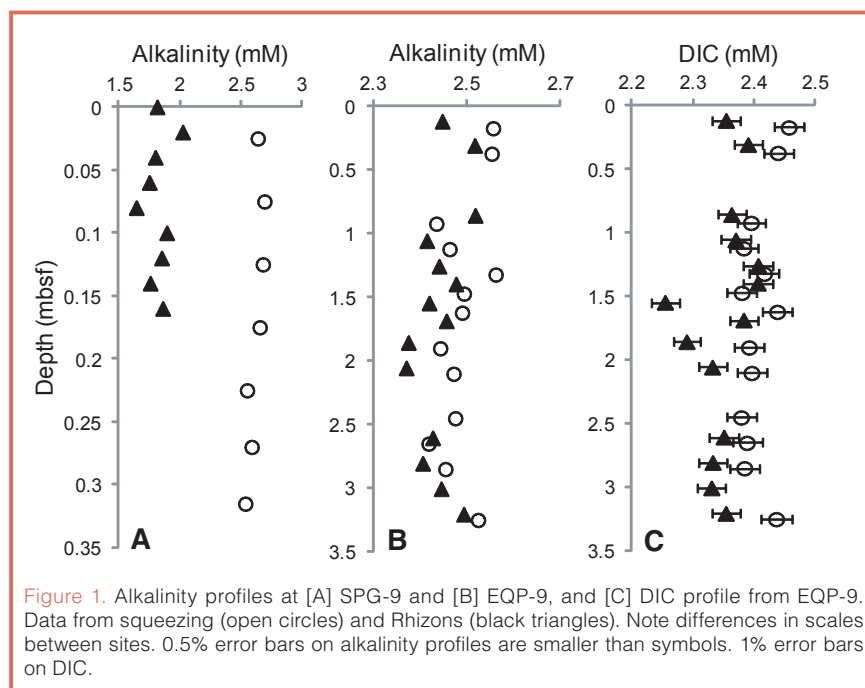 Alkalinity (mM)
1.5 2 2.5 3
Depth (mbsf)
0
0.05
0.1
0.15
0.2
0.25
0.3
0.35
A
Alkalinity (mM)
2.3 2.5 2.7
0
0.5
1
1.5
2
2.5
3
3.5
B
DIC (mM)
2.2 2.3 2.4 2.5
0
0.5
1
1.5
2
2.5
3
3.5
C
Figure 1. Alkalinity profiles at [A] SPG-9 and [B] EQP-9, and [C] DIC profile from EQP-9.
Data from squeezing (open circles) and Rhizons (black triangles). Note differences in scales
between sites. 0.5% error bars on alkalinity profiles are smaller than symbols. 1% error bars
on DIC.